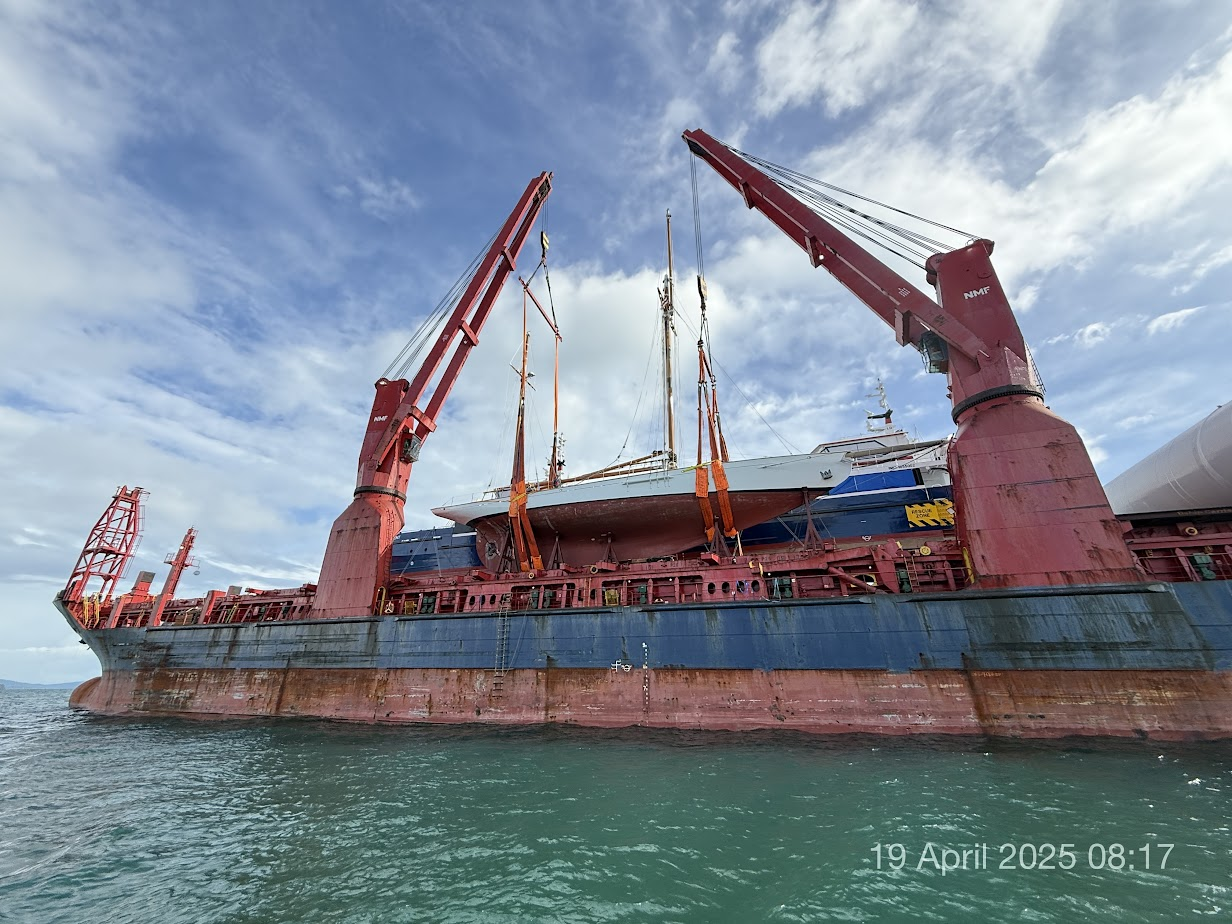 NMF
NMF
RESCUE
ZONE
19 April 2025 08:17